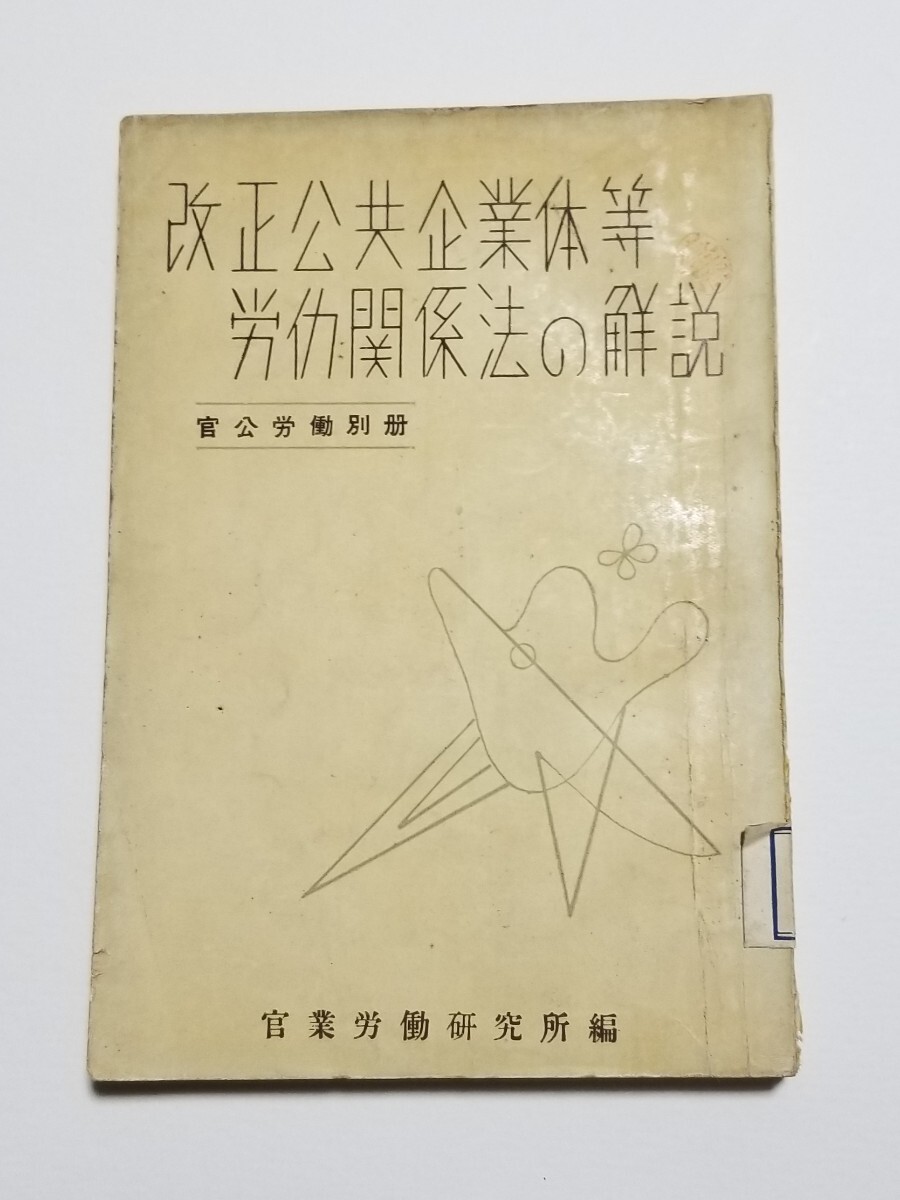 改正公共企業体等
労仂関係法の解説
官公労働別册
官業労働研究所編